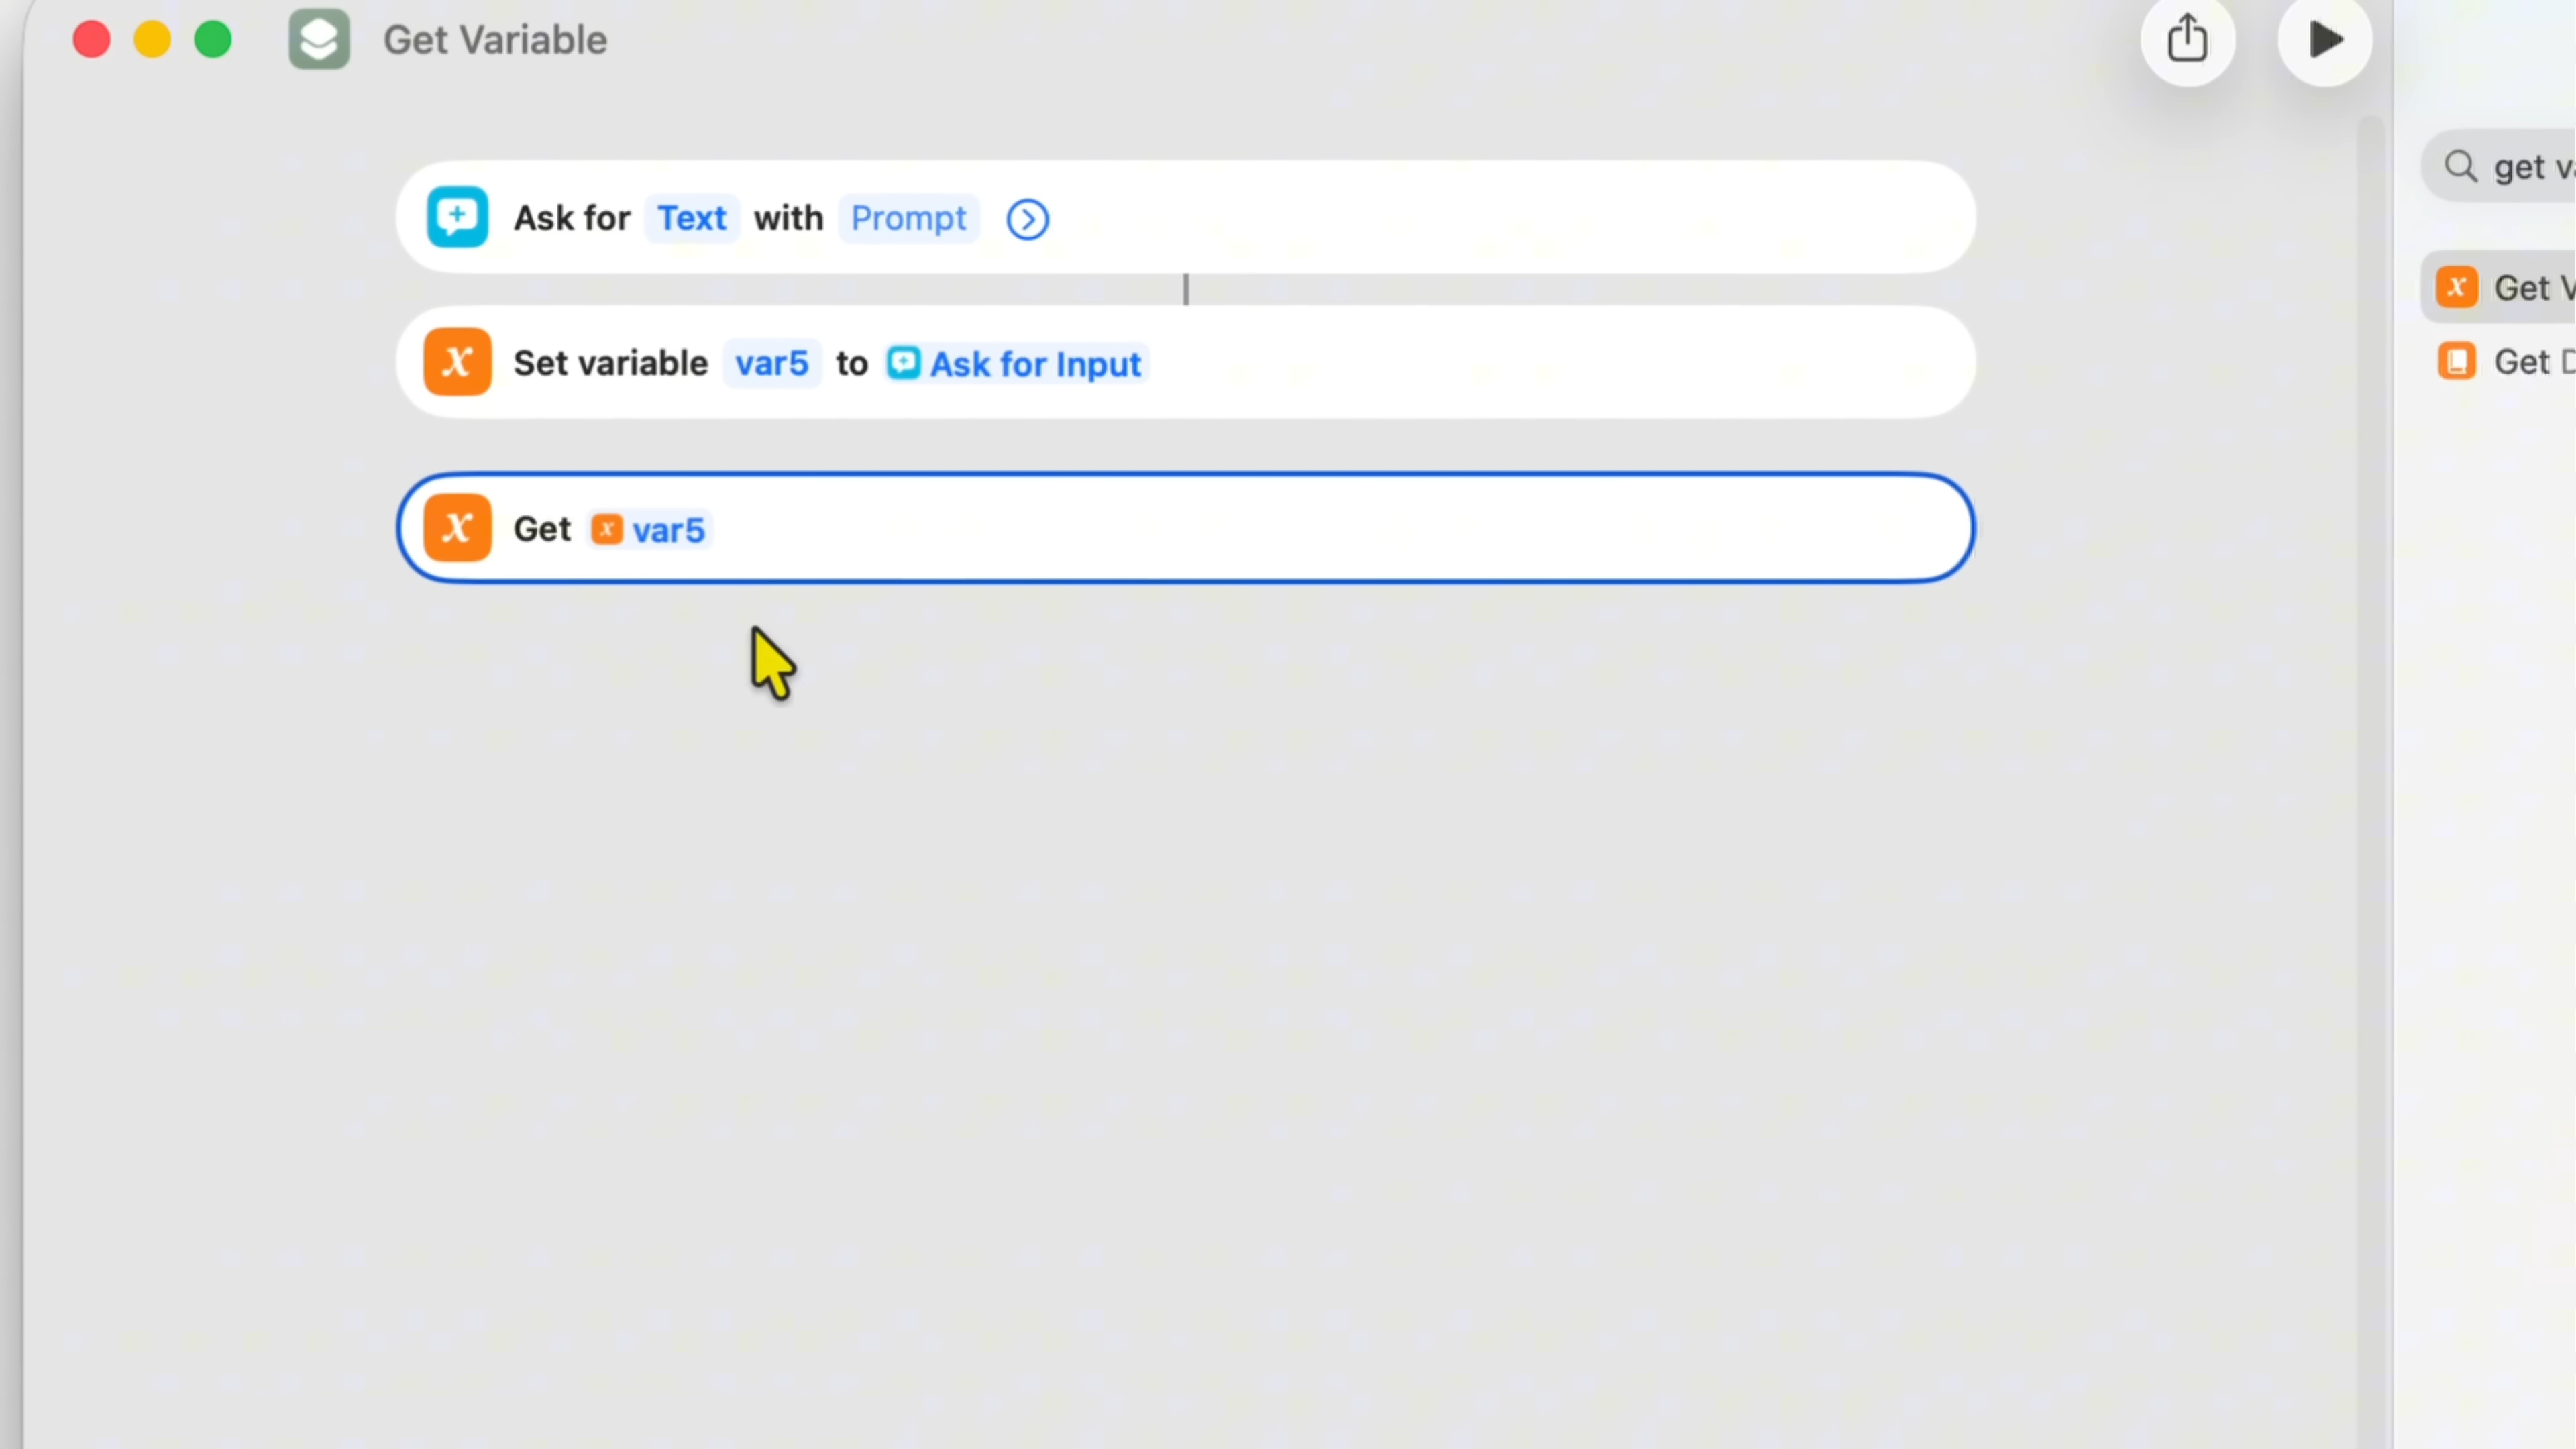 Get Variable
Ask for Text with Prompt
Set variable var5 to Ask for Input
Get var5
get
Get
Get